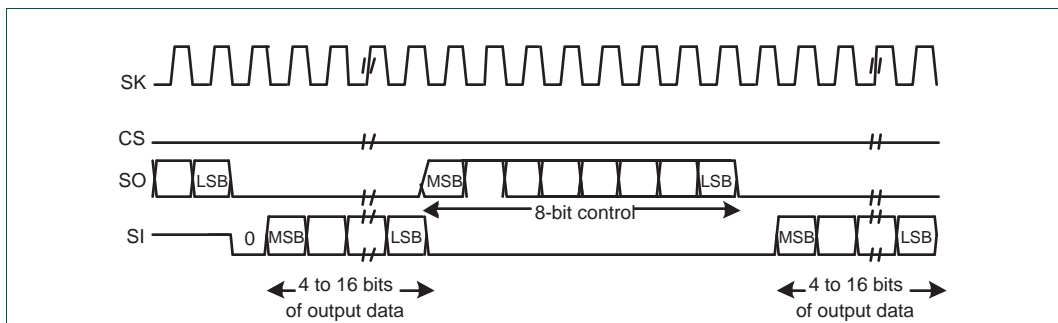 SK
CS
SO LSB MSB LSB
8-bit control
SI 0 MSB LSB MSB LSB
4 to 16 bits 4 to 16 bits
of output data of output data